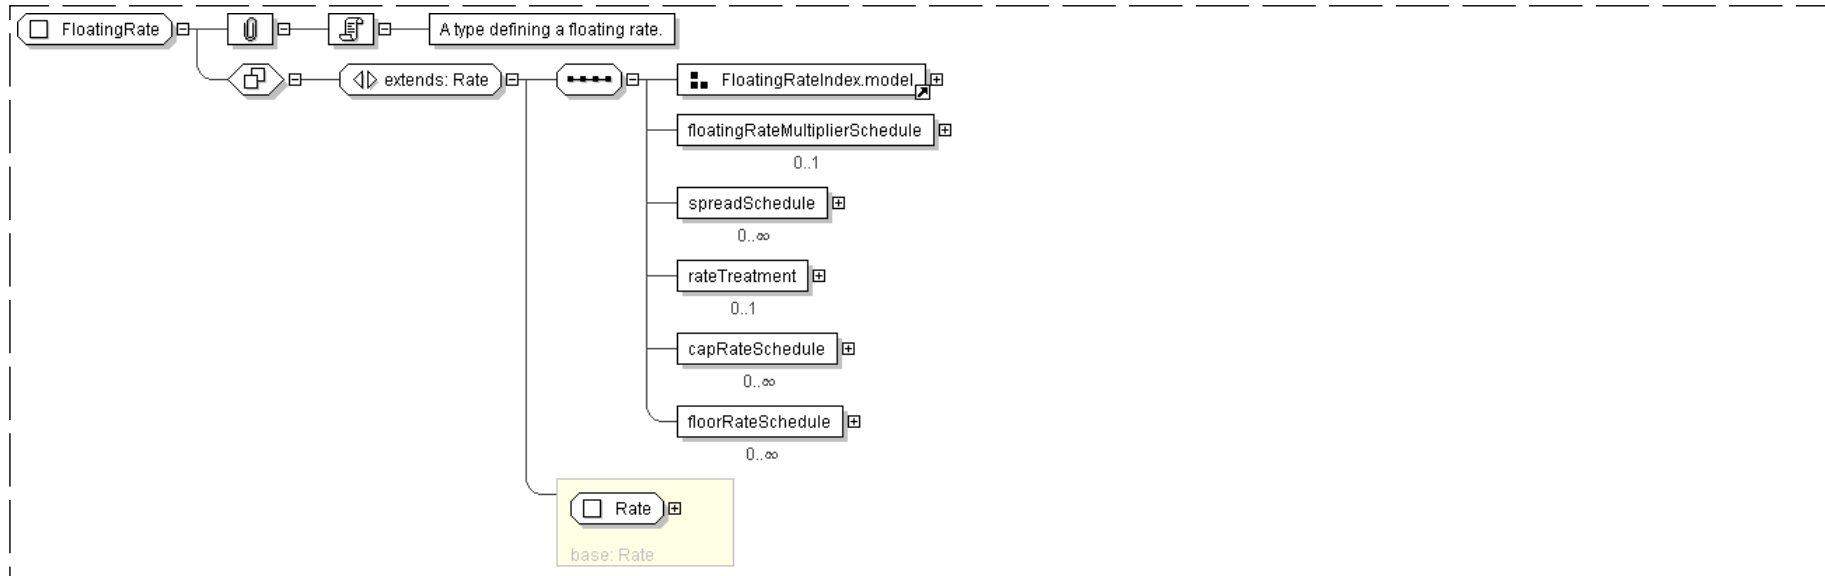 FloatingRate
A type defining a floating rate.
extends: Rate
FloatingRateIndex.model
floatingRateMultiplierSchedule
0..1
spreadSchedule
0..∞
rateTreatment
0..1
capRateSchedule
0..∞
floorRateSchedule
0..∞
Rate
base: Rate